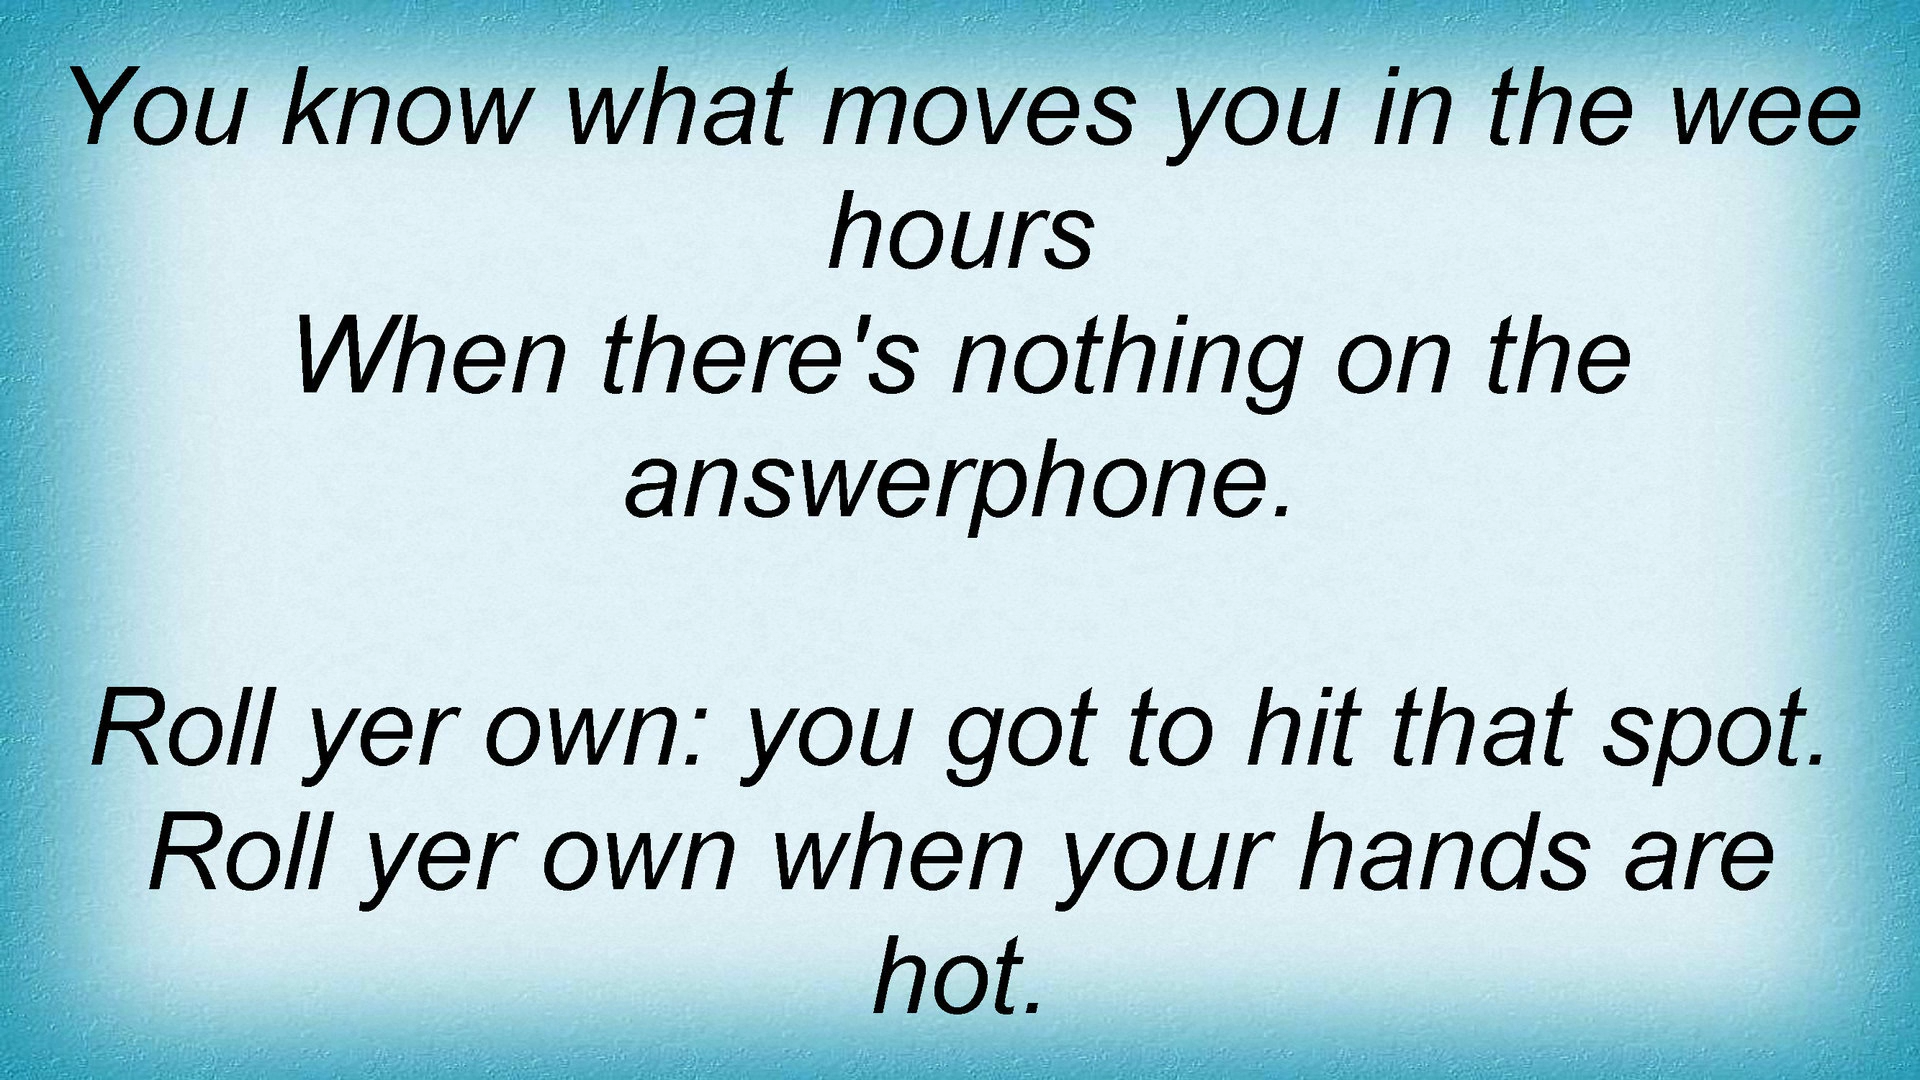 You know what moves you in the wee
hours
When there's nothing on the
answerphone.
Roll yer own: you got to hit that spot.
Roll yer own when your hands are
hot.